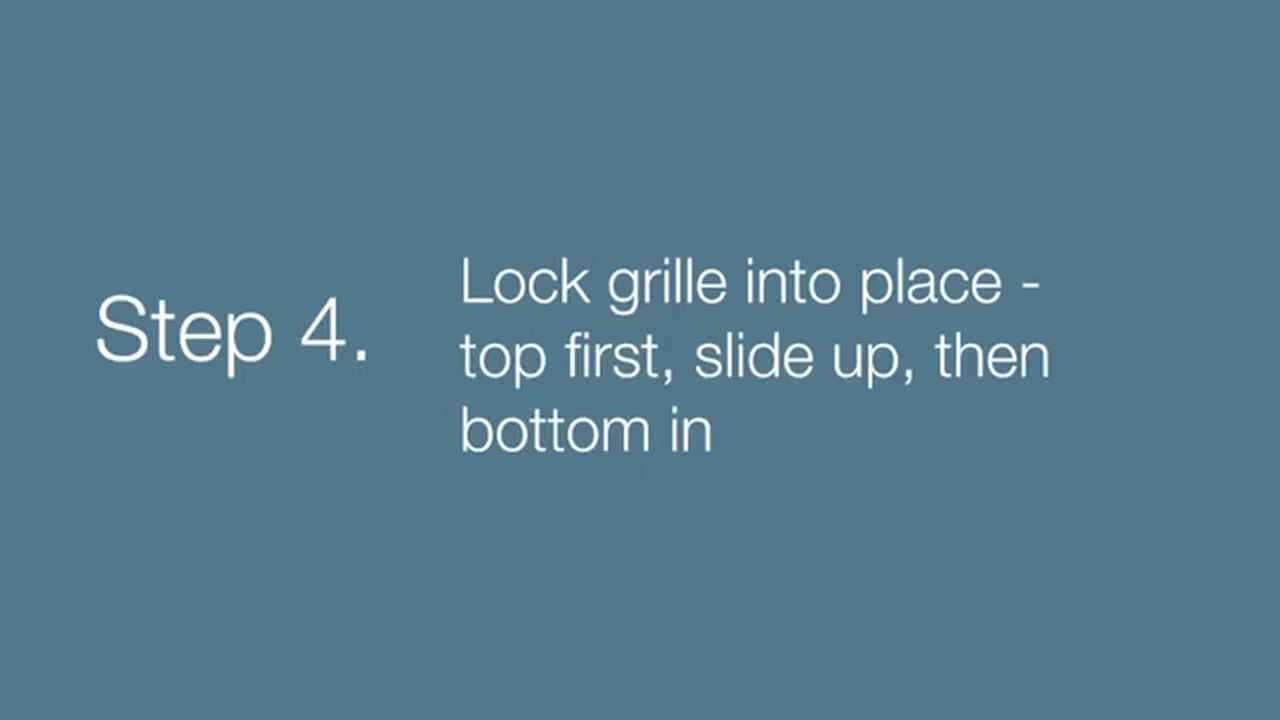 Step 4.
Lock grille into place -
top first, slide up, then
bottom in